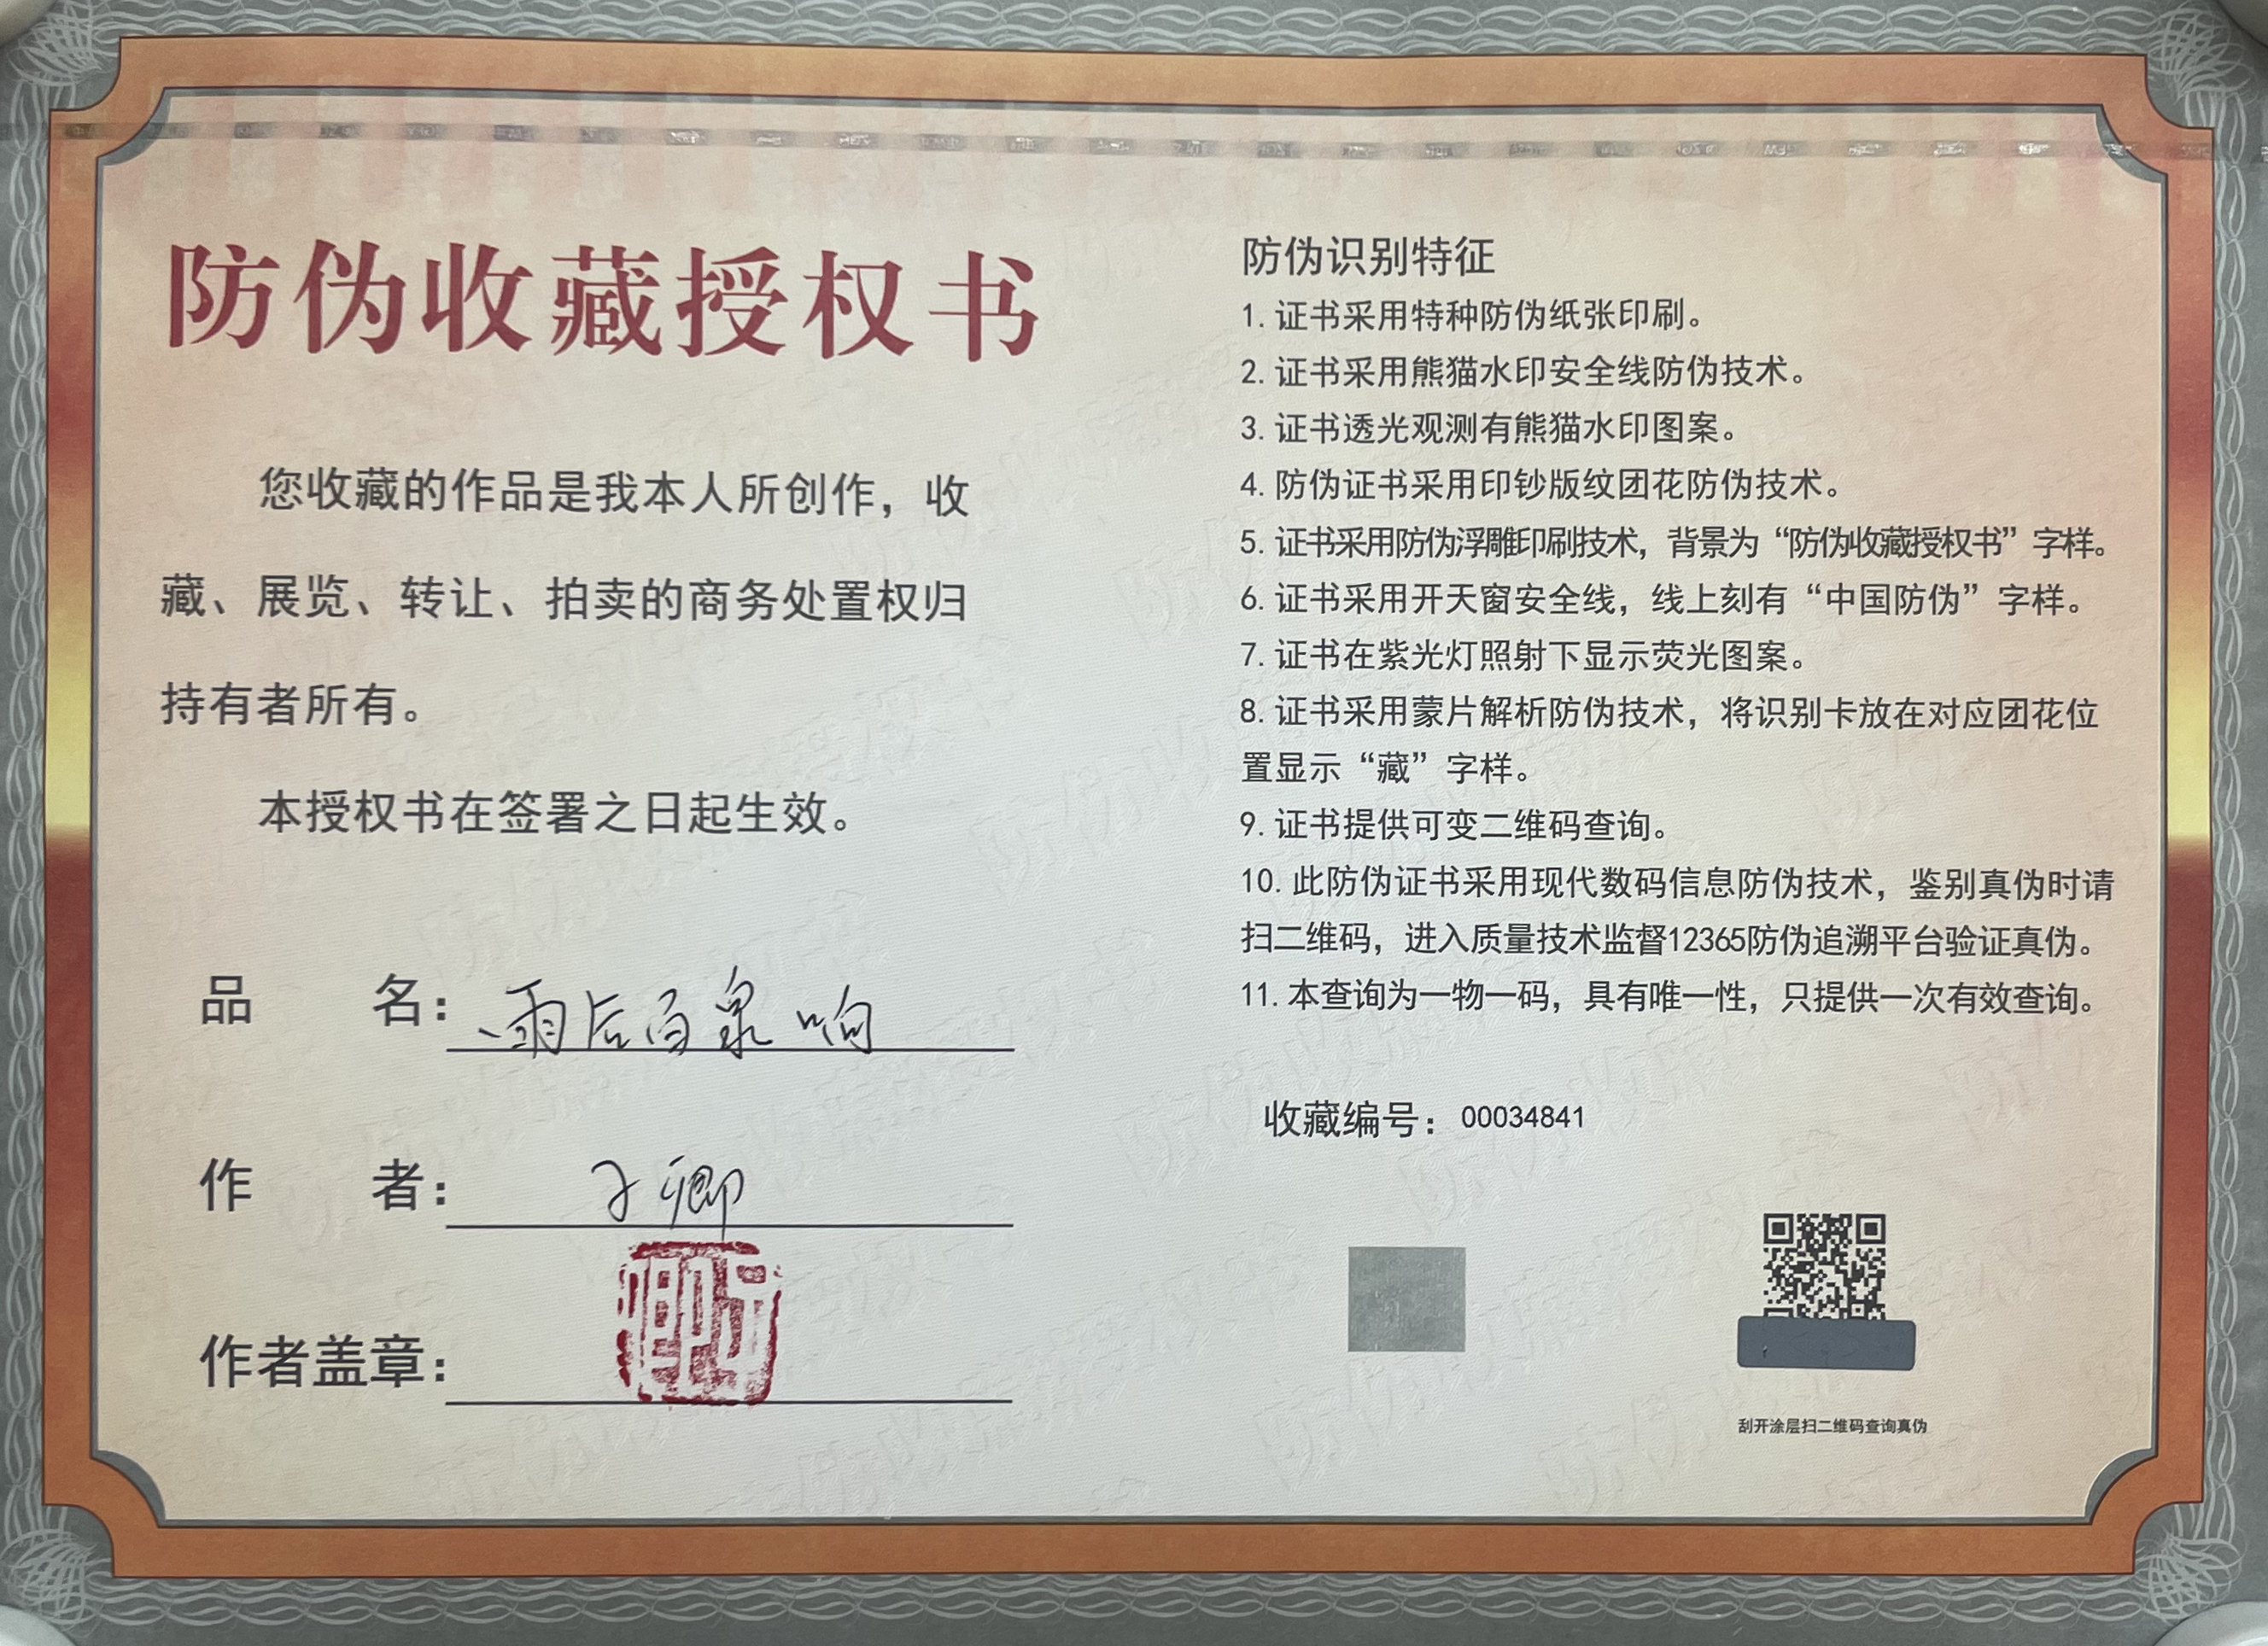 防伪收藏授权书
您收藏的作品是我本人所创作，收
藏、展览、转让、拍卖的商务处置权归
持有者所有。
本授权书在签署之日起生效。
品 名：雨后百泉响
作 者：子卿
作者盖章：
防伪识别特征
1. 证书采用特种防伪纸张印刷。
2. 证书采用熊猫水印安全线防伪技术。
3. 证书透光观测有熊猫水印图案。
4. 防伪证书采用印钞版纹团花防伪技术。
5. 证书采用防伪浮雕印刷技术，背景为“防伪收藏授权书”字样。
6. 证书采用开天窗安全线，线上刻有“中国防伪”字样。
7. 证书在紫光灯照射下显示荧光图案。
8. 证书采用蒙片解析防伪技术，将识别卡放在对应团花位
置显示“藏”字样。
9. 证书提供可变二维码查询。
10. 此防伪证书采用现代数码信息防伪技术，鉴别真伪时请
扫二维码，进入质量技术监督12365防伪追溯平台验证真伪。
11. 本查询为一物一码，具有唯一性，只提供一次有效查询。
收藏编号：00034841
刮开涂层扫二维码查询真伪